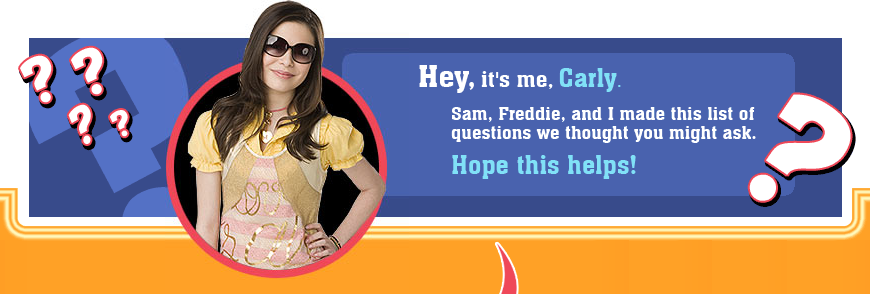 Hey, it's me, Carly.
Sam, Freddie, and I made this list of
questions we thought you might ask.
Hope this helps!